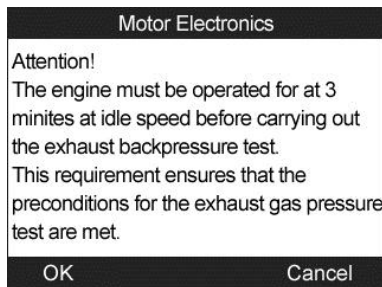 Motor Electronics
Attention!
The engine must be operated for at 3
minites at idle speed before carrying out
the exhaust backpressure test.
This requirement ensures that the
preconditions for the exhaust gas pressure
test are met.
OK Cancel